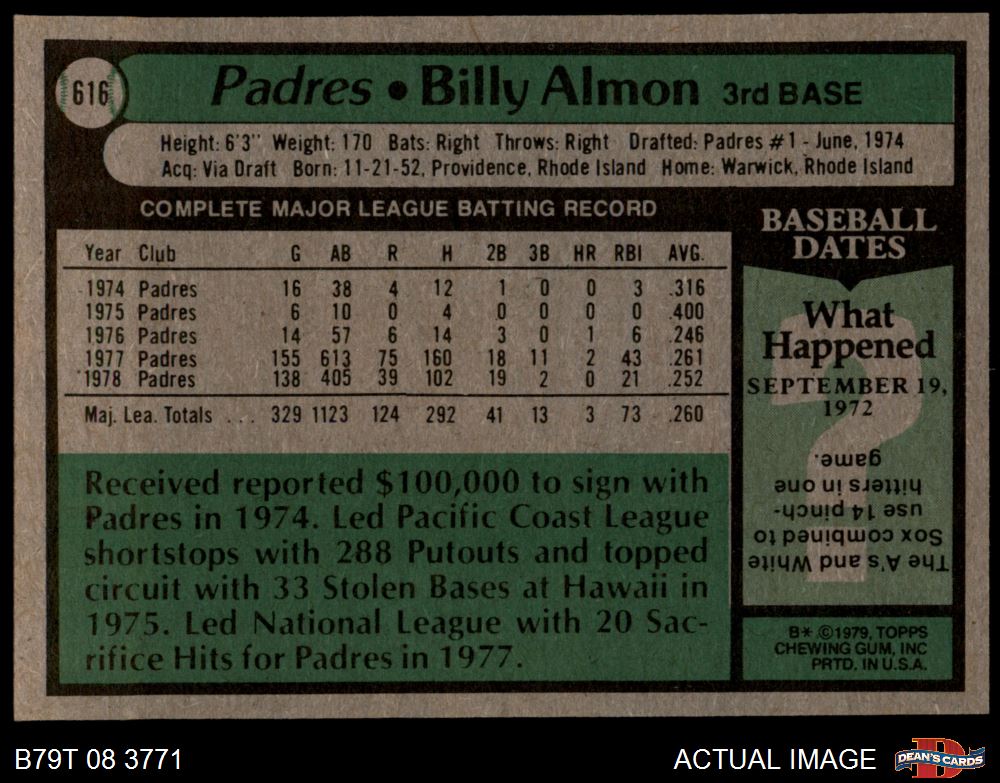 616
Padres • Billy Almon 3rd BASE
Height: 6'3" Weight: 170 Bats: Right Throws: Right Drafted: Padres #1 - June, 1974
Acq: Via Draft Born: 11-21-52, Providence, Rhode Island Home: Warwick, Rhode Island
COMPLETE MAJOR LEAGUE BATTING RECORD
Year Club G AB R H 2B 3B HR RBI AVG.
1974 Padres 16 38 4 12 1 0 0 3 .316
1975 Padres 6 10 0 4 0 0 0 0 .400
1976 Padres 14 57 6 14 3 0 1 6 .246
1977 Padres 155 613 75 160 18 11 2 43 .261
1978 Padres 138 405 39 102 19 2 0 21 .252
Maj. Lea. Totals . . . 329 1123 124 292 41 13 3 73 .260
Received reported $100,000 to sign with
Padres in 1974. Led Pacific Coast League
shortstops with 288 Putouts and topped
circuit with 33 Stolen Bases at Hawaii in
1975. Led National League with 20 Sac-
rifice Hits for Padres in 1977.
BASEBALL
DATES
What
Happened
SEPTEMBER 19,
1972
The A's and White
Sox combined to
use 14 pinch-
hitters in one
game.
B* ©1979, TOPPS
CHEWING GUM, INC
PRTD. IN U.S.A.
B79T 08 3771
ACTUAL IMAGE
DEAN'S CARDS